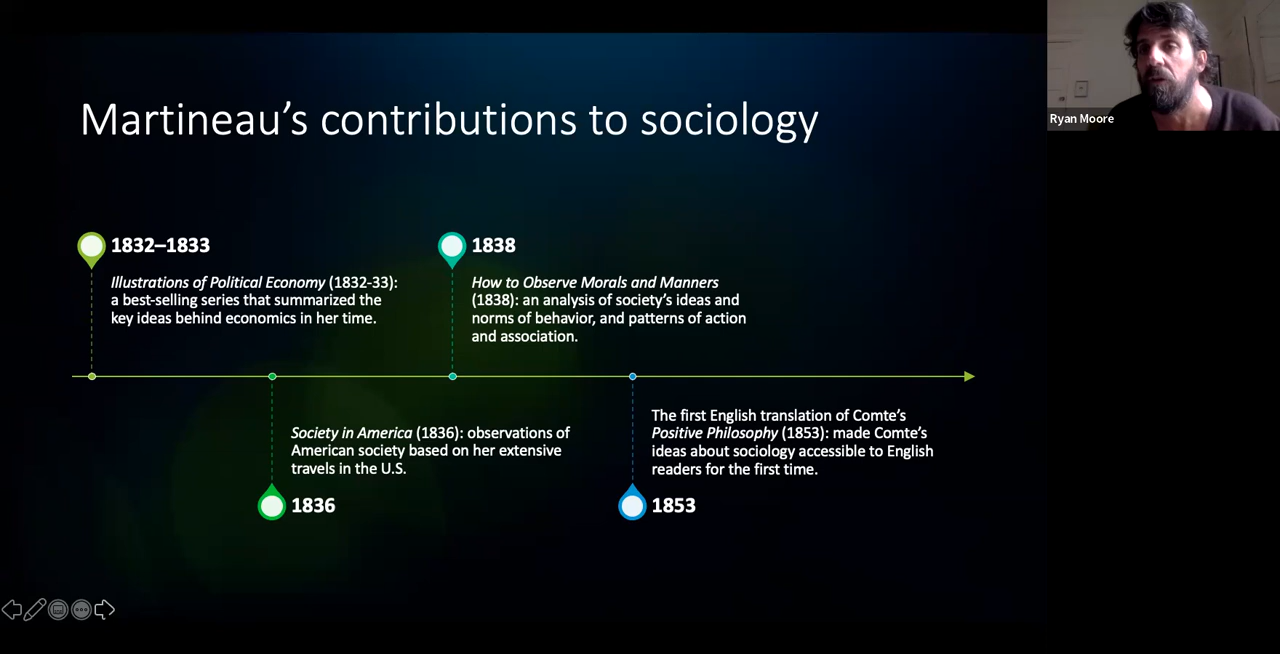 Martineau's contributions to sociology
Ryan Moore
1832–1833
Illustrations of Political Economy (1832-33):
a best-selling series that summarized the
key ideas behind economics in her time.
1838
How to Observe Morals and Manners
(1838): an analysis of society's ideas and
norms of behavior, and patterns of action
and association.
Society in America (1836): observations of
American society based on her extensive
travels in the U.S.
1836
The first English translation of Comte's
Positive Philosophy (1853): made Comte's
ideas about sociology accessible to English
readers for the first time.
1853